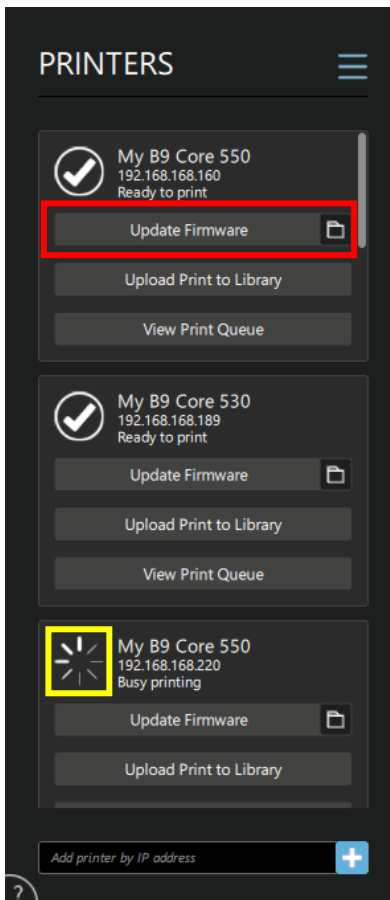 PRINTERS
My B9 Core 550
192.168.168.160
Ready to print
Update Firmware
Upload Print to Library
View Print Queue
My B9 Core 530
192.168.168.189
Ready to print
Update Firmware
Upload Print to Library
View Print Queue
My B9 Core 550
192.168.168.220
Busy printing
Update Firmware
Upload Print to Library
Add printer by IP address
?